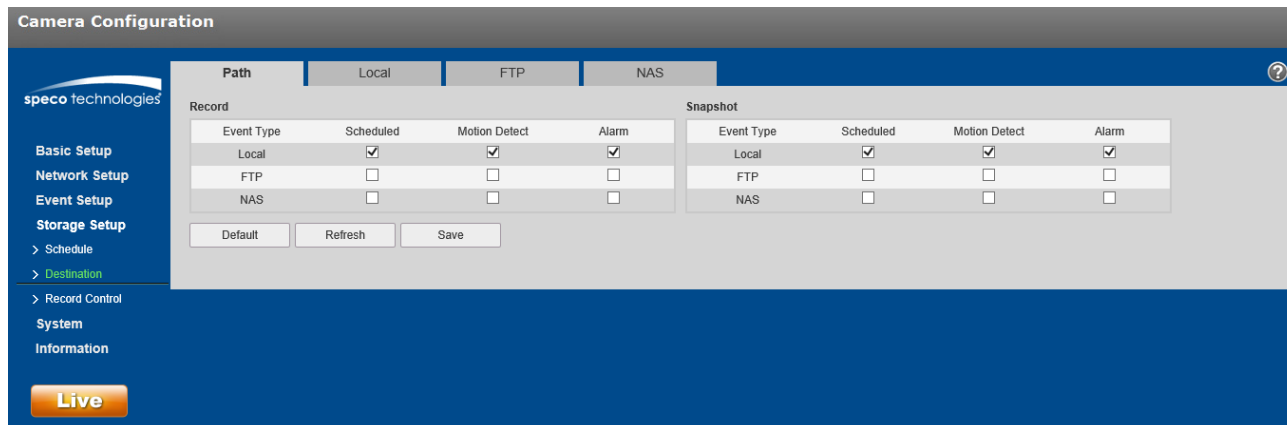 Camera Configuration
speco technologies
Path Local FTP NAS
?
Record Snapshot
Event Type Scheduled Motion Detect Alarm Event Type Scheduled Motion Detect Alarm
Local Local
FTP FTP
NAS NAS
Default Refresh Save
Basic Setup
Network Setup
Event Setup
Storage Setup
> Schedule
> Destination
> Record Control
System
Information
Live